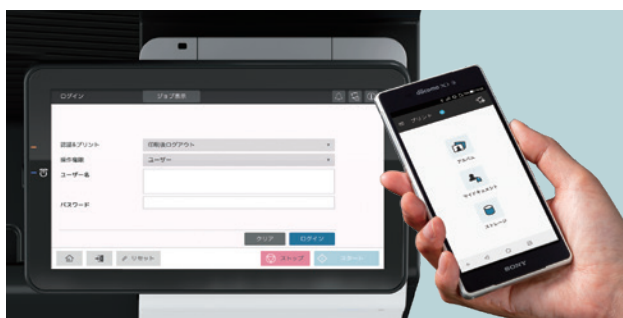 ログイン
ジョブ表示
認証&プリント
印刷後ログアウト
操作権限
ユーザー
ユーザー名
パスワード
クリア
ログイン
リセット
ストップ
スタート
docomo
プリント
アルバム
マイドキュメント
ストレージ
SONY